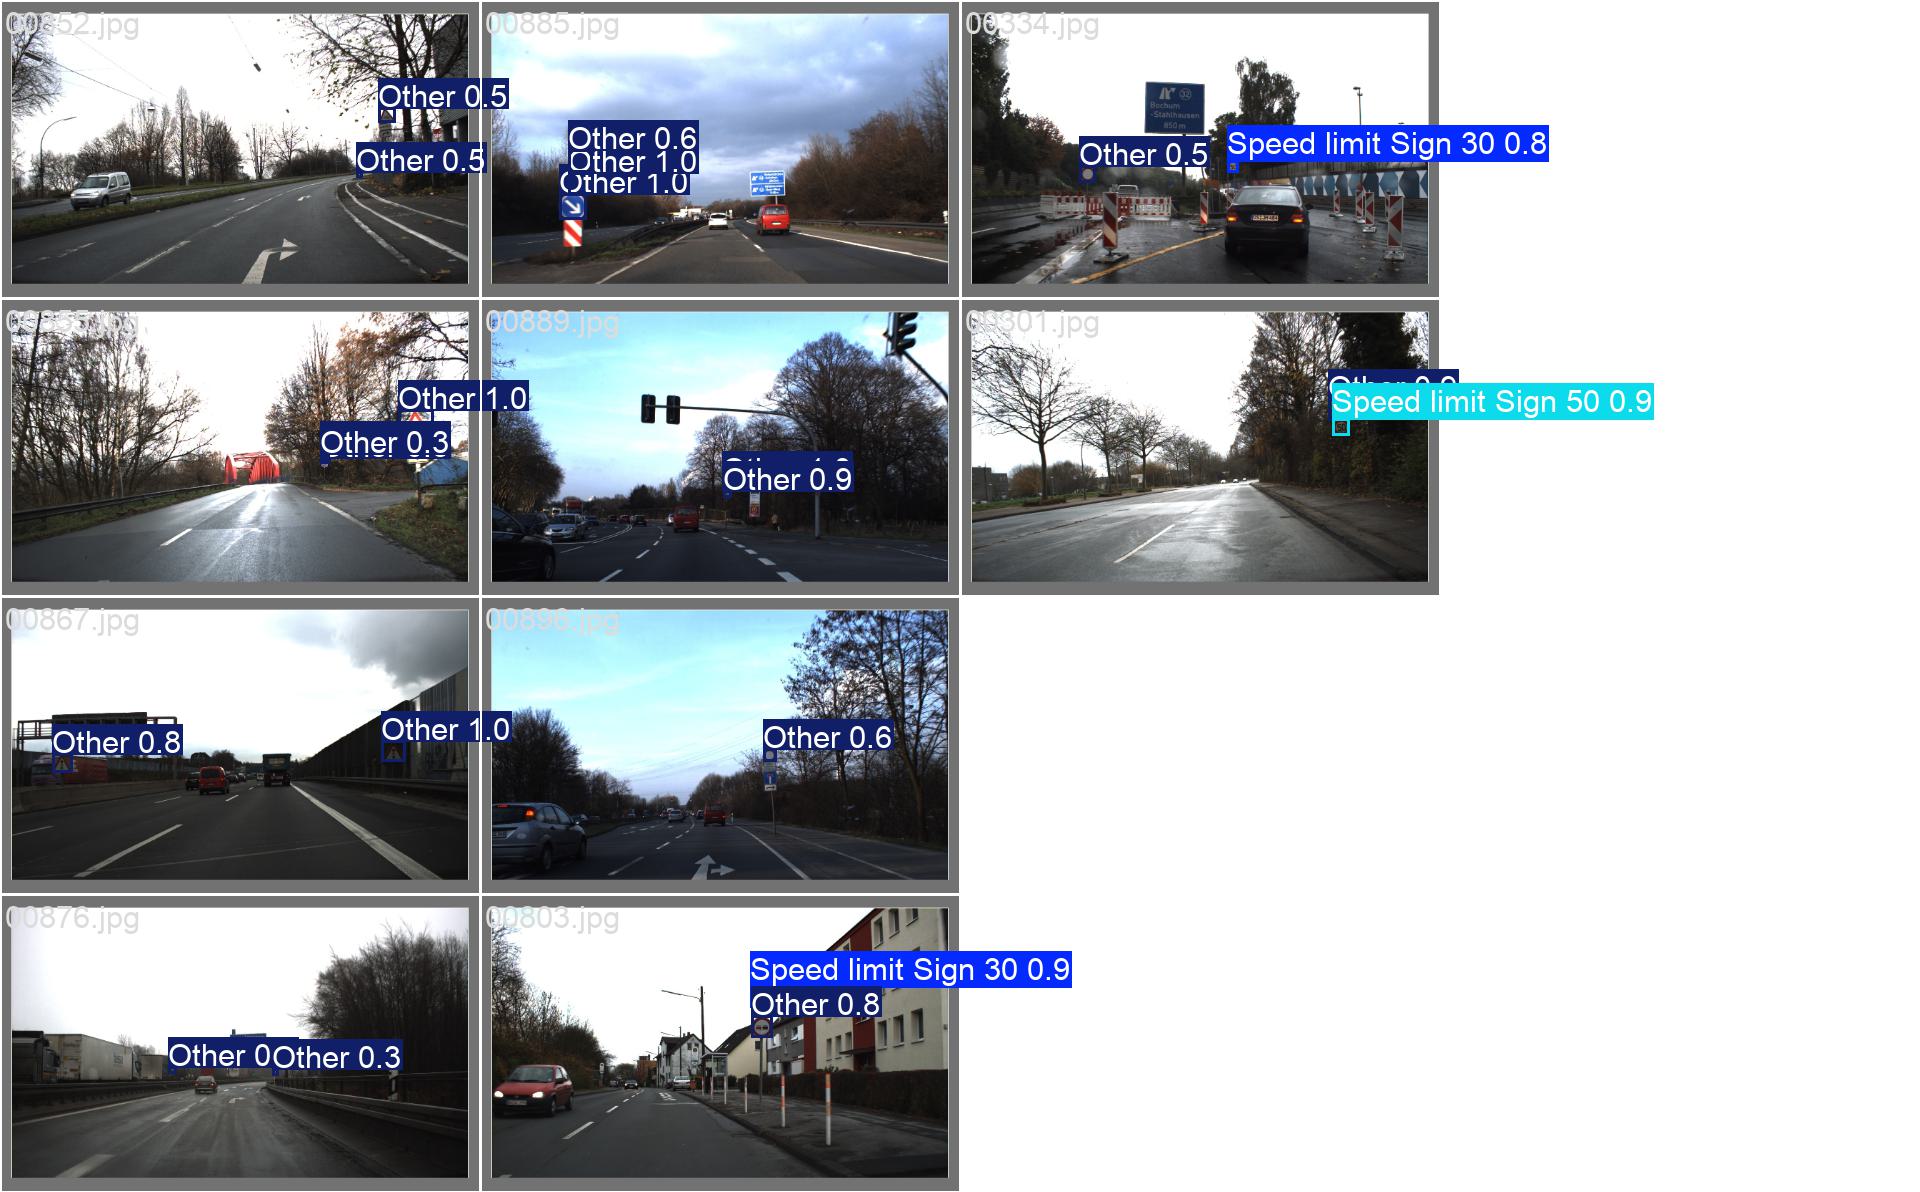 00852.jpg
Other 0.5
Other 0.5
00885.jpg
Other 0.6
Other 1.0
Other 1.0
00334.jpg
32
Bochum
-Stahlhausen
850 m
Other 0.5
Speed limit Sign 30 0.8
Other 1.0
Other 0.3
00889.jpg
Other 0.9
00301.jpg
Speed limit Sign 50 0.9
00867.jpg
Other 0.8
Other 1.0
00896.jpg
Other 0.6
00876.jpg
Other
Other 0.3
00803.jpg
Speed limit Sign 30 0.9
Other 0.8